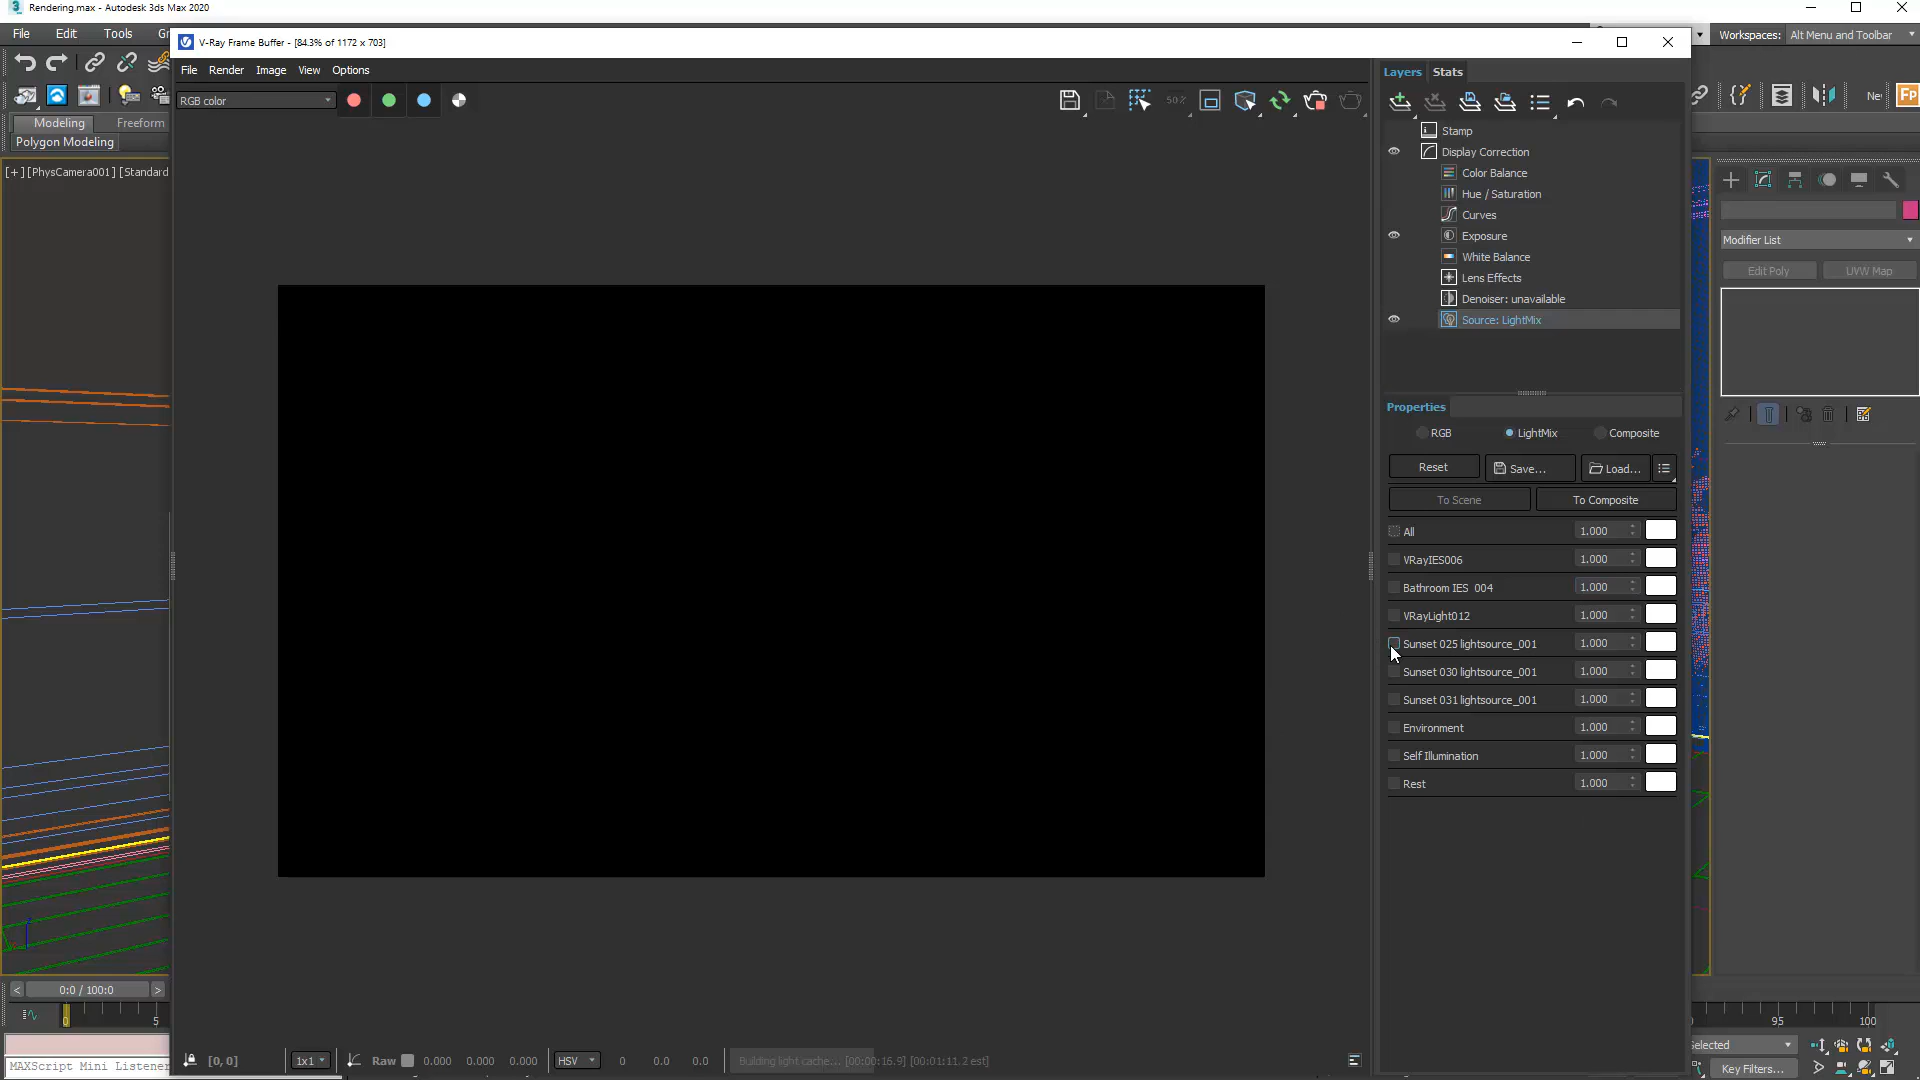 Rendering.max - Autodesk 3ds Max 2020
File Edit Tools
Workspaces: Alt Menu and Toolbar
V-Ray Frame Buffer - [84.3% of 1172 x 703]
File Render Image View Options
RGB color
50%
Modeling Freeform
Polygon Modeling
[+] [PhysCamera001] [Standard
Layers Stats
Stamp
Display Correction
Color Balance
Hue / Saturation
Curves
Exposure
White Balance
Lens Effects
Denoiser: unavailable
Source: LightMix
Properties
RGB LightMix Composite
Reset Save... Load...
To Scene To Composite
All 1.000
VRayIES006 1.000
Bathroom IES 004 1.000
VRayLight012 1.000
Sunset 025 lightsource_001 1.000
Sunset 030 lightsource_001 1.000
Sunset 031 lightsource_001 1.000
Environment 1.000
Self Illumination 1.000
Rest 1.000
Modifier List
Edit Poly UVW Map
< 0:0 / 100:0 >
0 5
95 100
MAXScript Mini Listener
[0, 0] 1x1 Raw 0.000 0.000 0.000 HSV 0 0.0 0.0 Building light cache... [00:00:16.9] [00:01:11.2 est]
Selected
Key Filters...